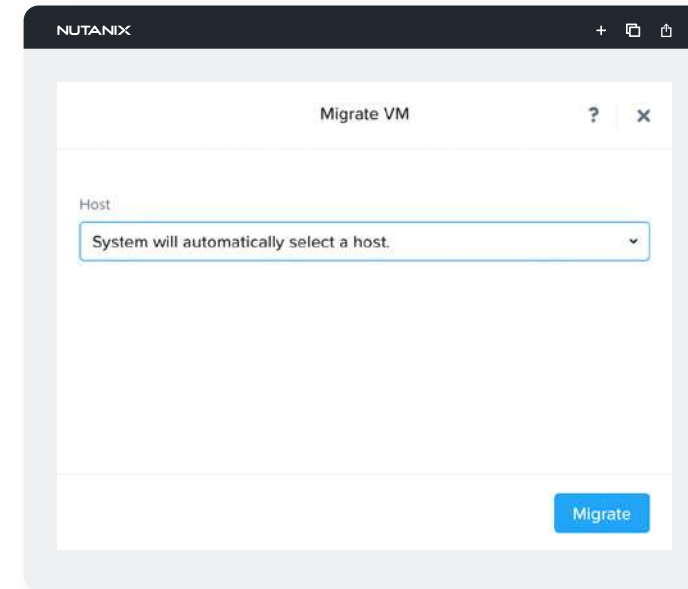 NUTANIX
Migrate VM
?
Host
System will automatically select a host.
Migrate